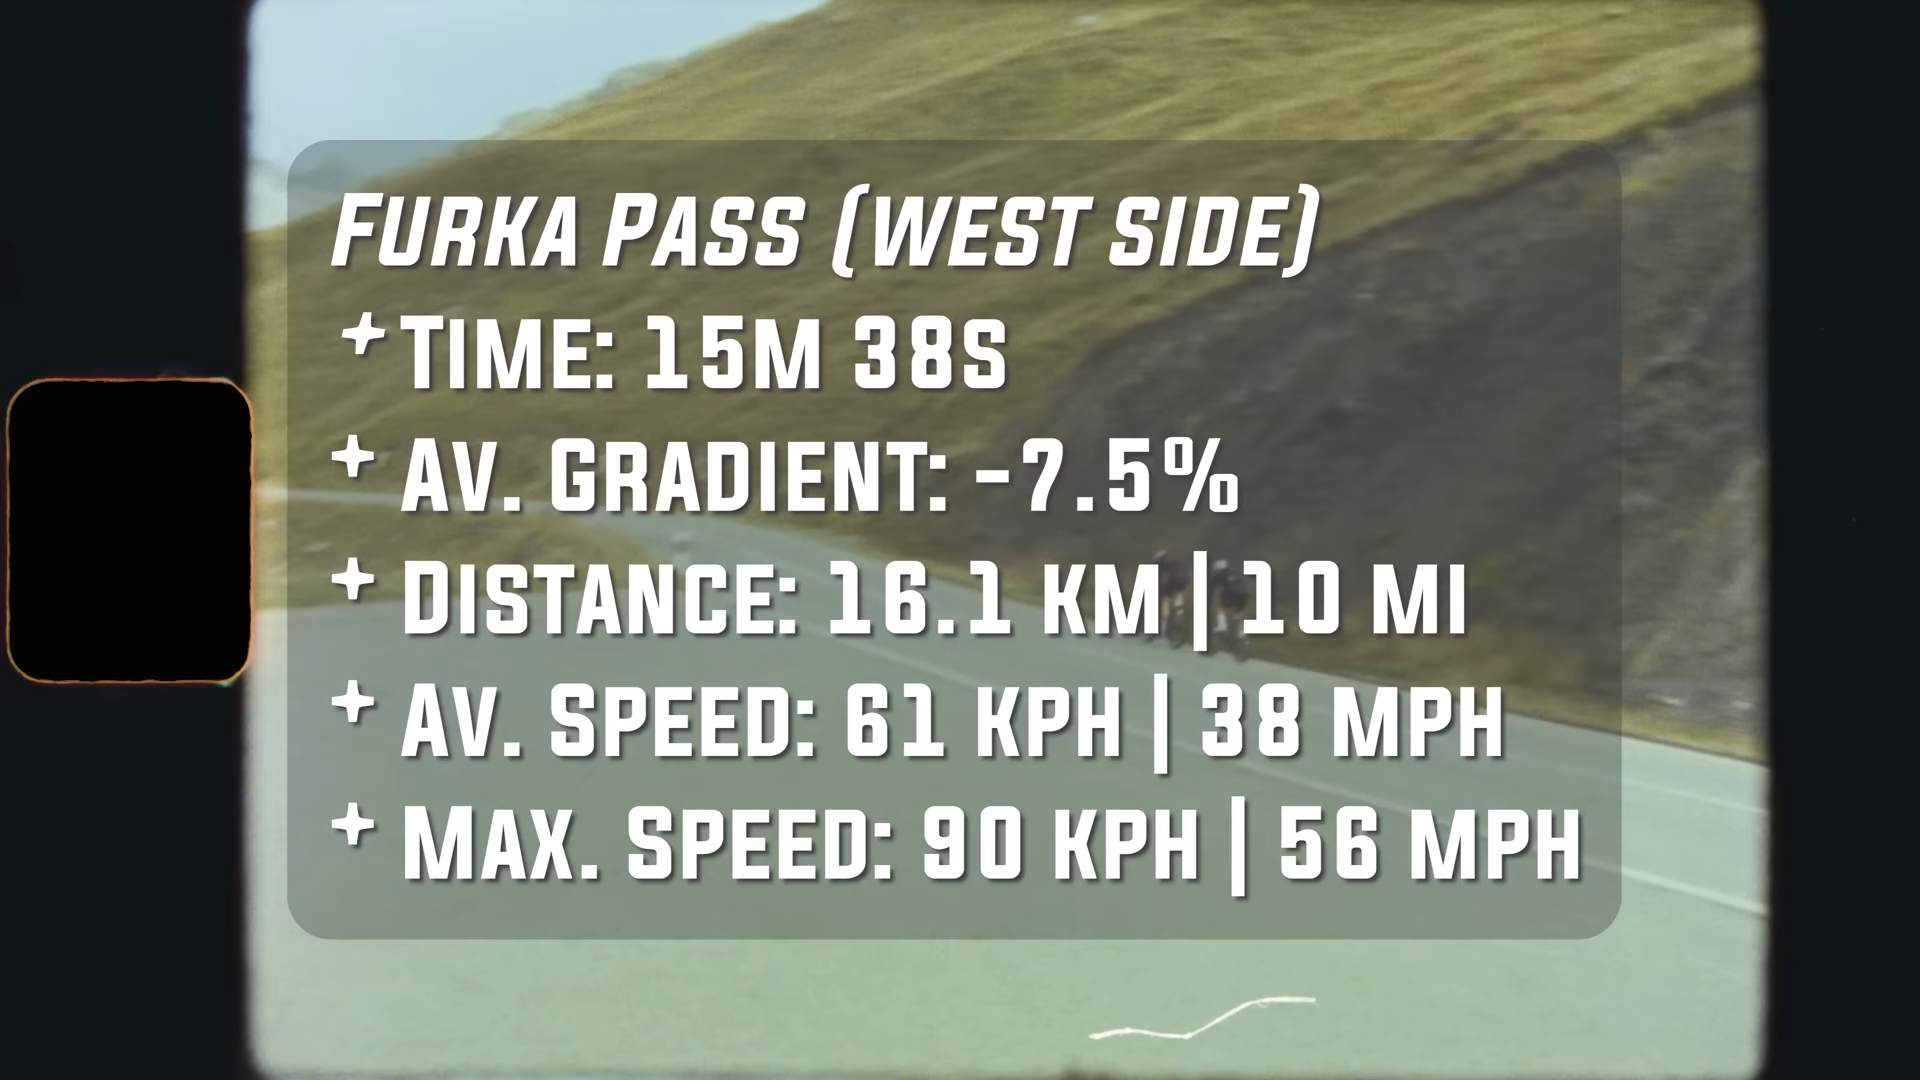 Furka Pass (west side)
+ Time: 15m 38s
+ Av. Gradient: -7.5%
+ Distance: 16.1 km | 10 mi
+ Av. Speed: 61 kph | 38 mph
+ Max. Speed: 90 kph | 56 mph